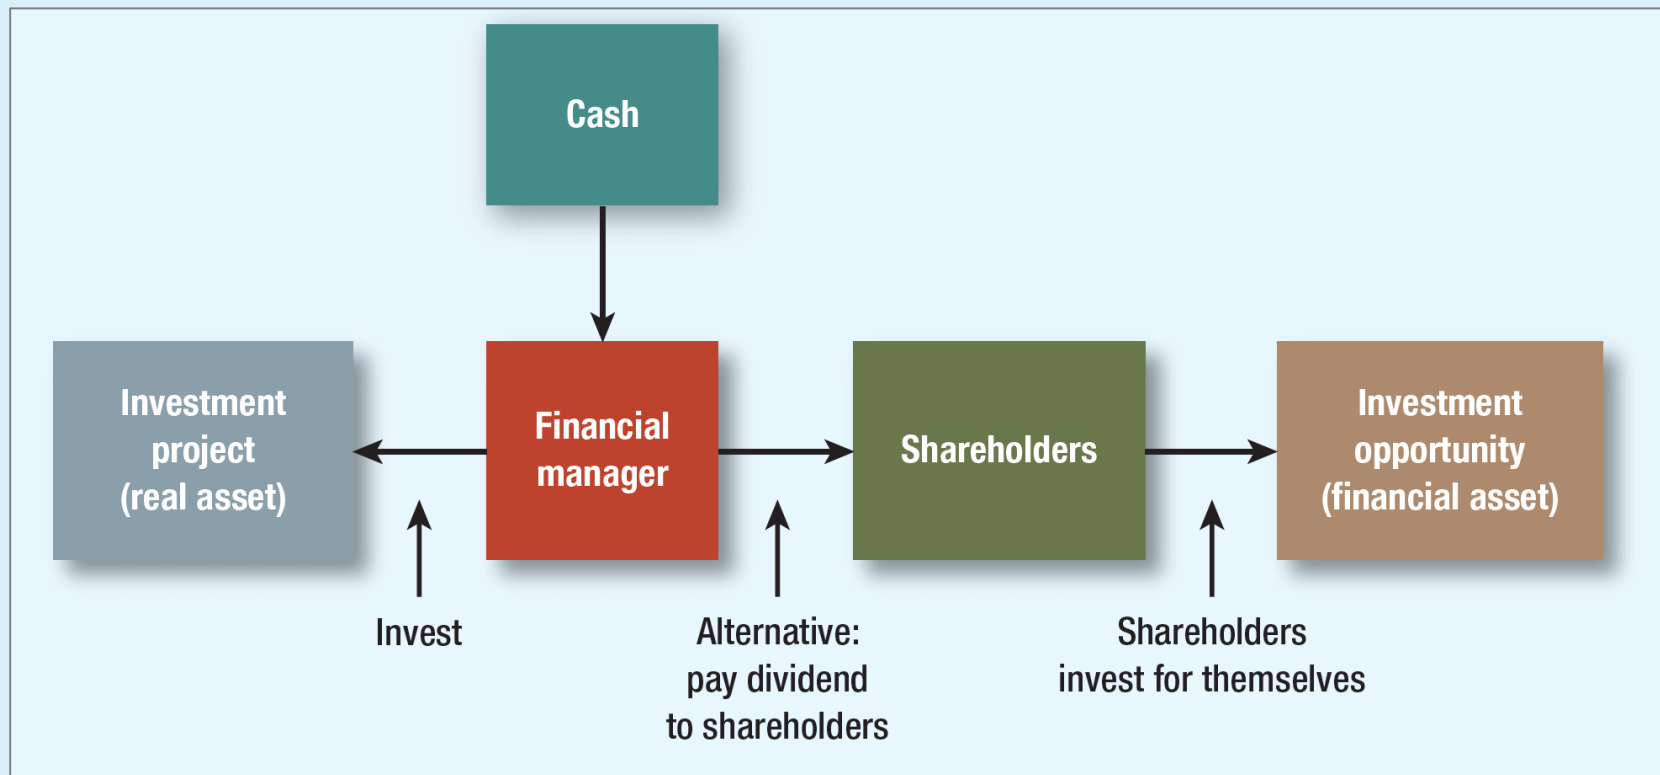 Cash
Investment
project
(real asset)
Financial
manager
Shareholders
Investment
opportunity
(financial asset)
Invest
Alternative:
pay dividend
to shareholders
Shareholders
invest for themselves